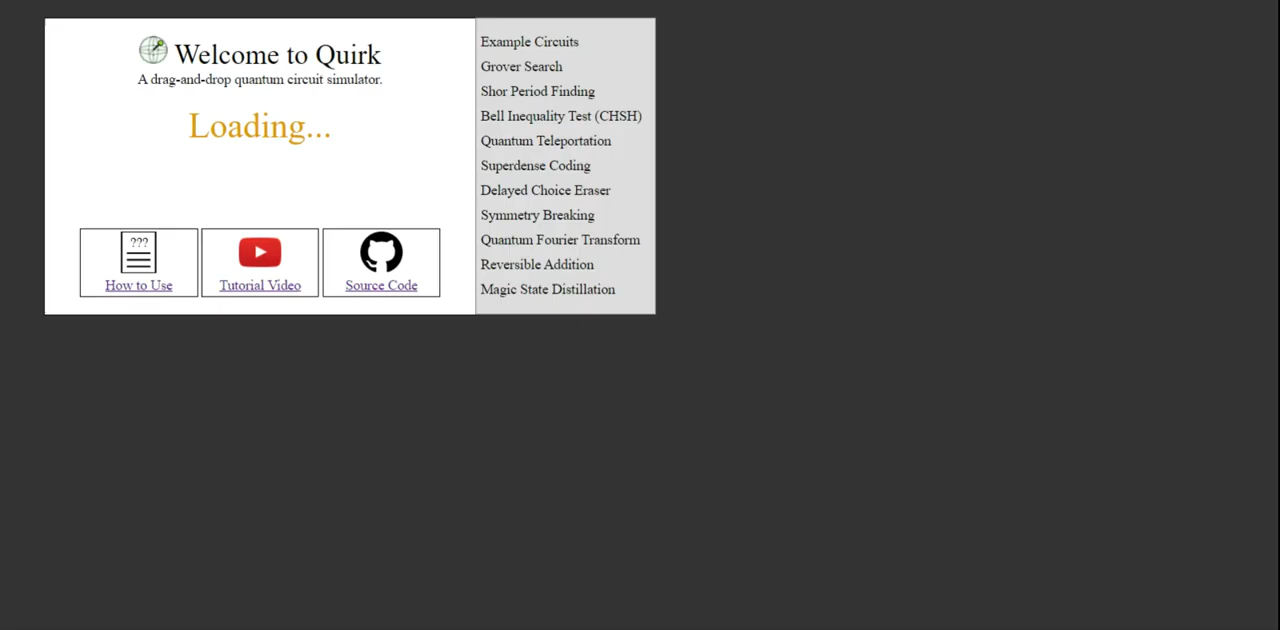 Welcome to Quirk
A drag-and-drop quantum circuit simulator.
Loading...
???
How to Use
Tutorial Video
Source Code
Example Circuits
Grover Search
Shor Period Finding
Bell Inequality Test (CHSH)
Quantum Teleportation
Superdense Coding
Delayed Choice Eraser
Symmetry Breaking
Quantum Fourier Transform
Reversible Addition
Magic State Distillation